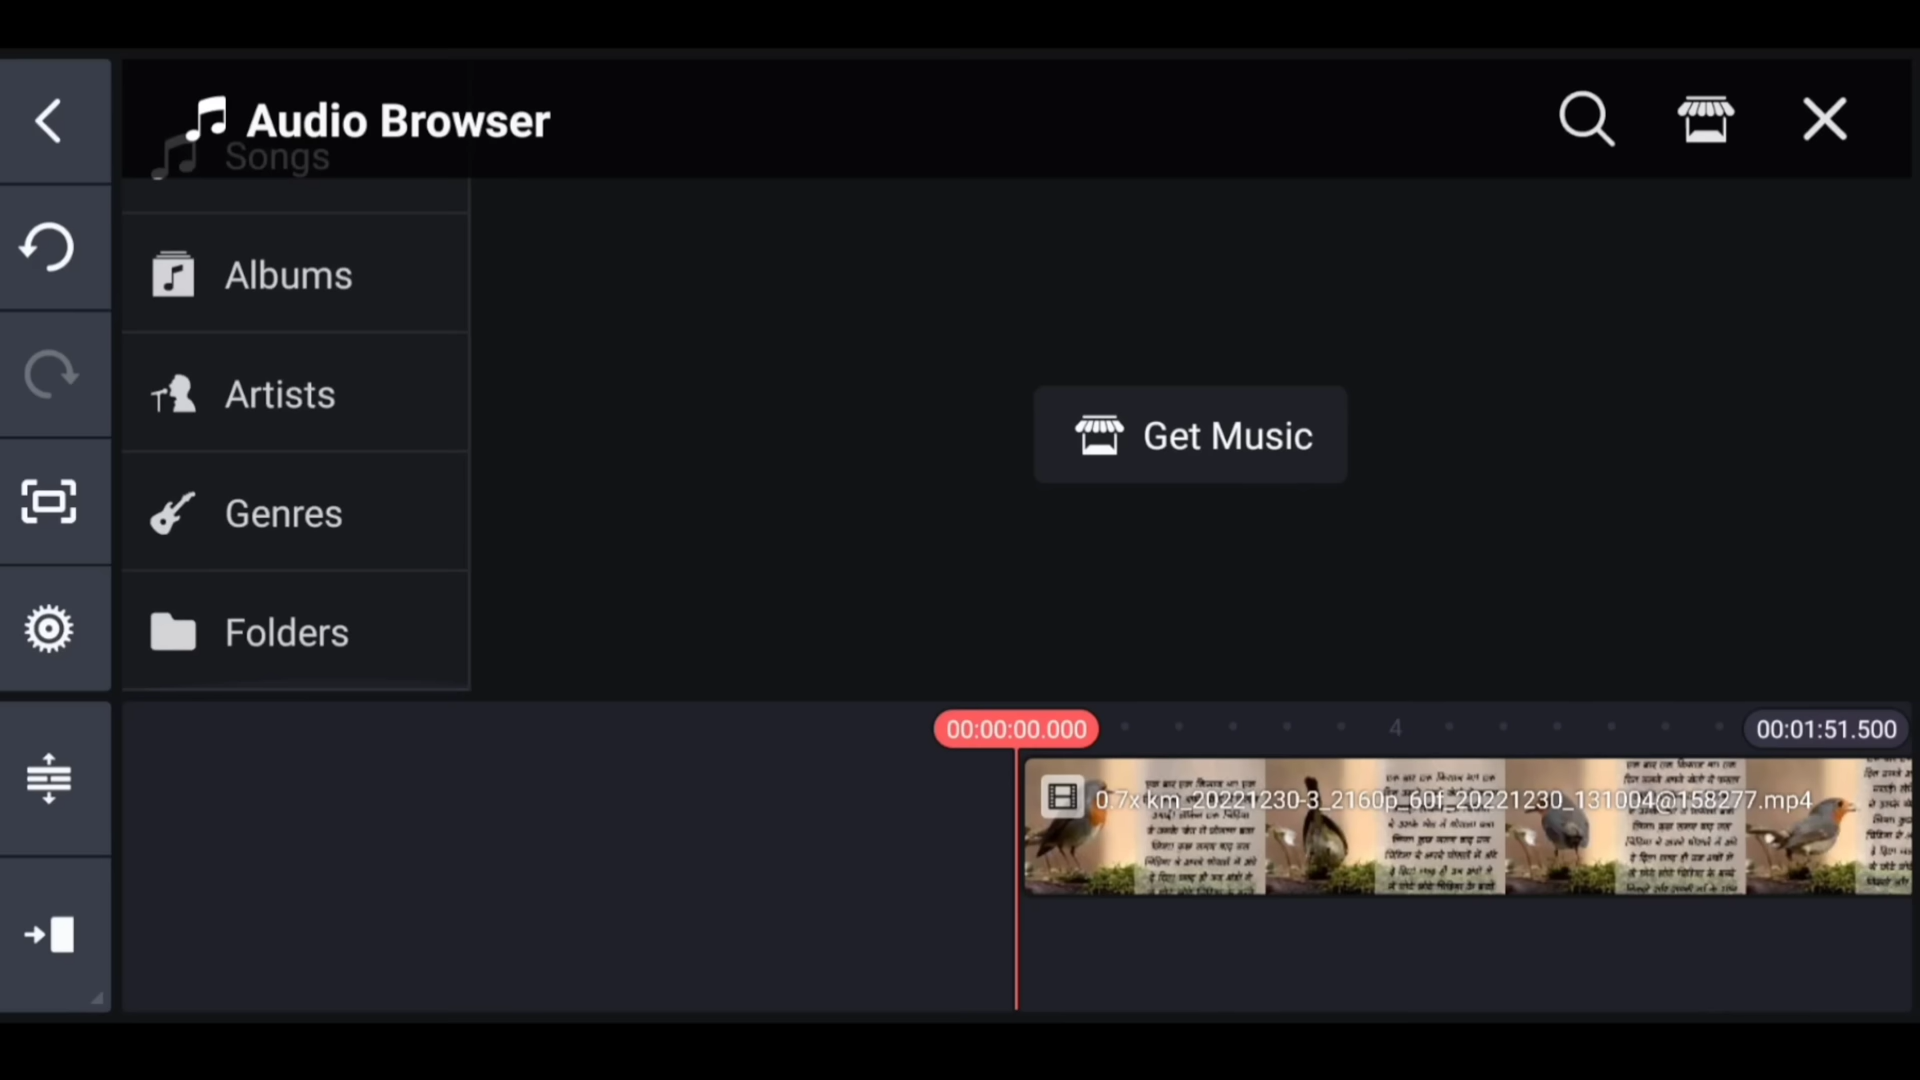 Audio Browser
Songs
Albums
Artists
Genres
Folders
Get Music
00:00:00.000
4
00:01:51.500
0.7x km_20221230-3_2160p_60f_20221230_131004@158277.mp4